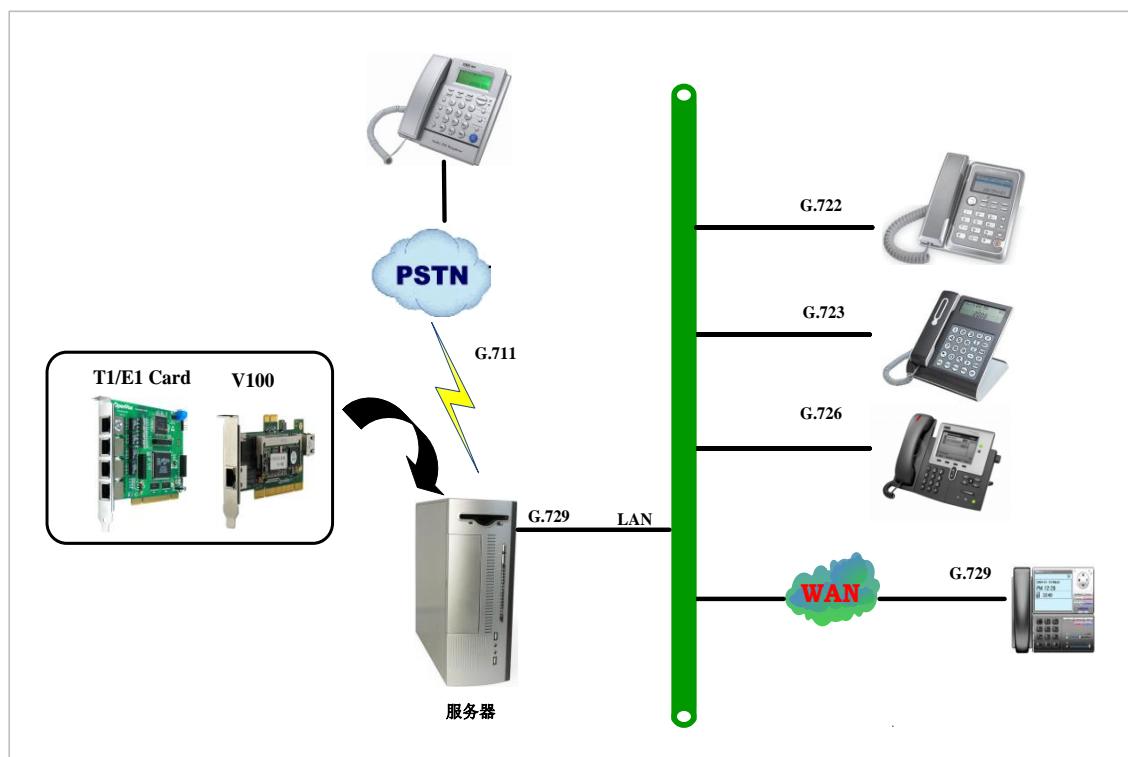 PSTN
G.711
T1/E1 Card
V100
G.729
LAN
服务器
G.722
G.723
G.726
WAN
G.729